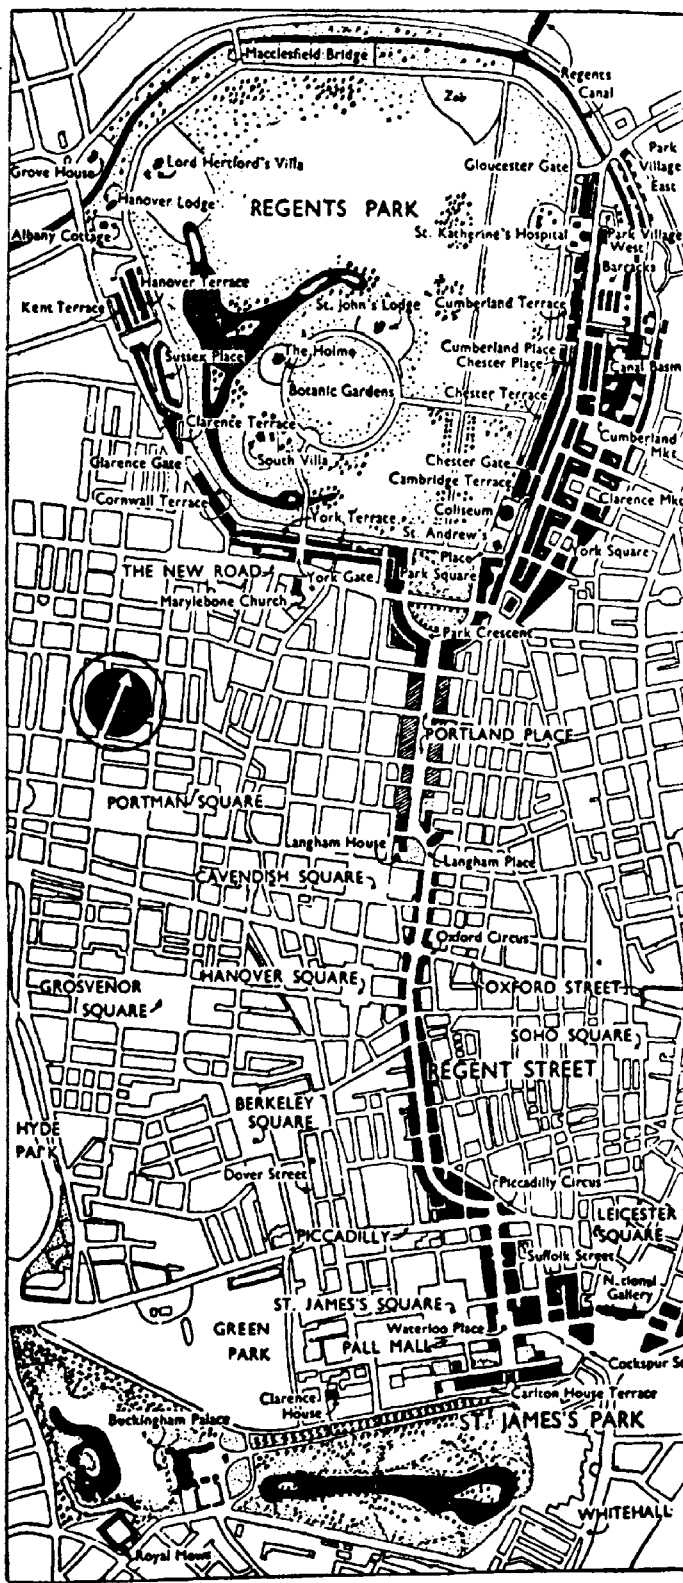 Macclesfield Bridge
Regents
Canal
Zoo
Park
Village
East
Gloucester Gate
Grove House
Lord Hertford's Villa
Hanover Lodge
REGENTS PARK
St. Katherine's Hospital
Park Village
West
Albany Cottage
Barracks
Hanover Terrace
Kent Terrace
St. John's Lodge
Cumberland Terrace
Sussex Place
The Holme
Cumberland Place
Chester Place
Canal Basin
Botanic Gardens
Chester Terrace
Clarence Terrace
Cumberland
Mkt
South Villa
Clarence Gate
Chester Gate
Cambridge Terrace
Cornwall Terrace
Clarence Mkt
Coliseum
York Terrace
St. Andrew's
Place
York Square
THE NEW ROAD
York Gate
Park Square
Marylebone Church
Park Crescent
PORTLAND PLACE
PORTMAN SQUARE
Langham House
Langham Place
CAVENDISH SQUARE
Oxford Circus
HANOVER SQUARE
GROSVENOR
SQUARE
OXFORD STREET
SOHO SQUARE
REGENT STREET
BERKELEY
SQUARE
HYDE
PARK
Dover Street
Piccadilly Circus
LEICESTER
SQUARE
PICCADILLY
Suffolk Street
National
Gallery
ST. JAMES'S SQUARE
GREEN
PARK
Waterloo Place
PALL MALL
Cockspur S
Clarence
House
Carlton House Terrace
Buckingham Palace
ST. JAMES'S PARK
WHITEHALL
Royal Mews